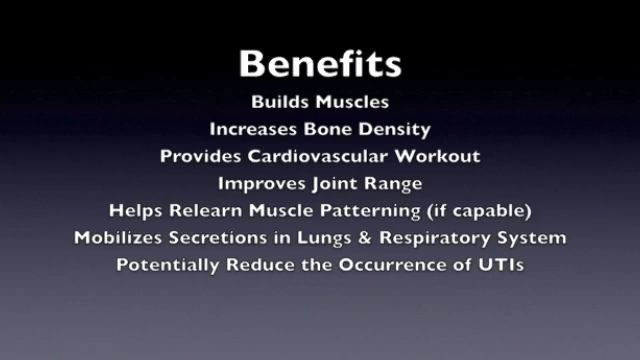 Benefits
Builds Muscles
Increases Bone Density
Provides Cardiovascular Workout
Improves Joint Range
Helps Relearn Muscle Patterning (if capable)
Mobilizes Secretions in Lungs & Respiratory System
Potentially Reduce the Occurrence of UTIs